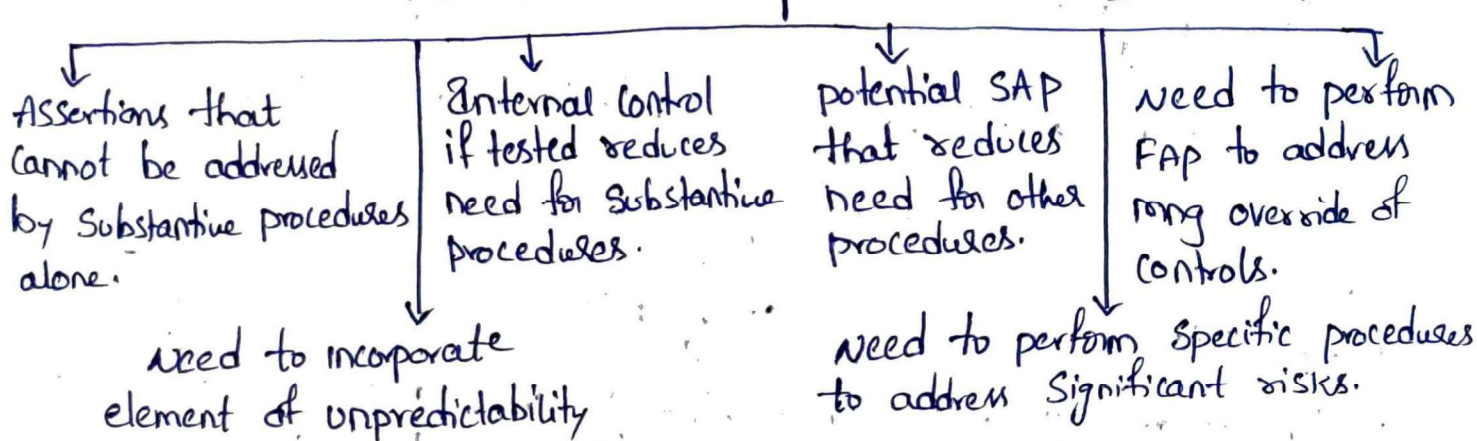 Assertions that
cannot be addressed
by Substantive procedures
alone.
Internal Control
if tested reduces
need for Substantive
procedures.
potential SAP
that reduces
need for other
procedures.
Need to perform
FAP to address
mng override of
controls.
Need to incorporate
element of unpredictability
Need to perform Specific procedures
to address Significant risks.